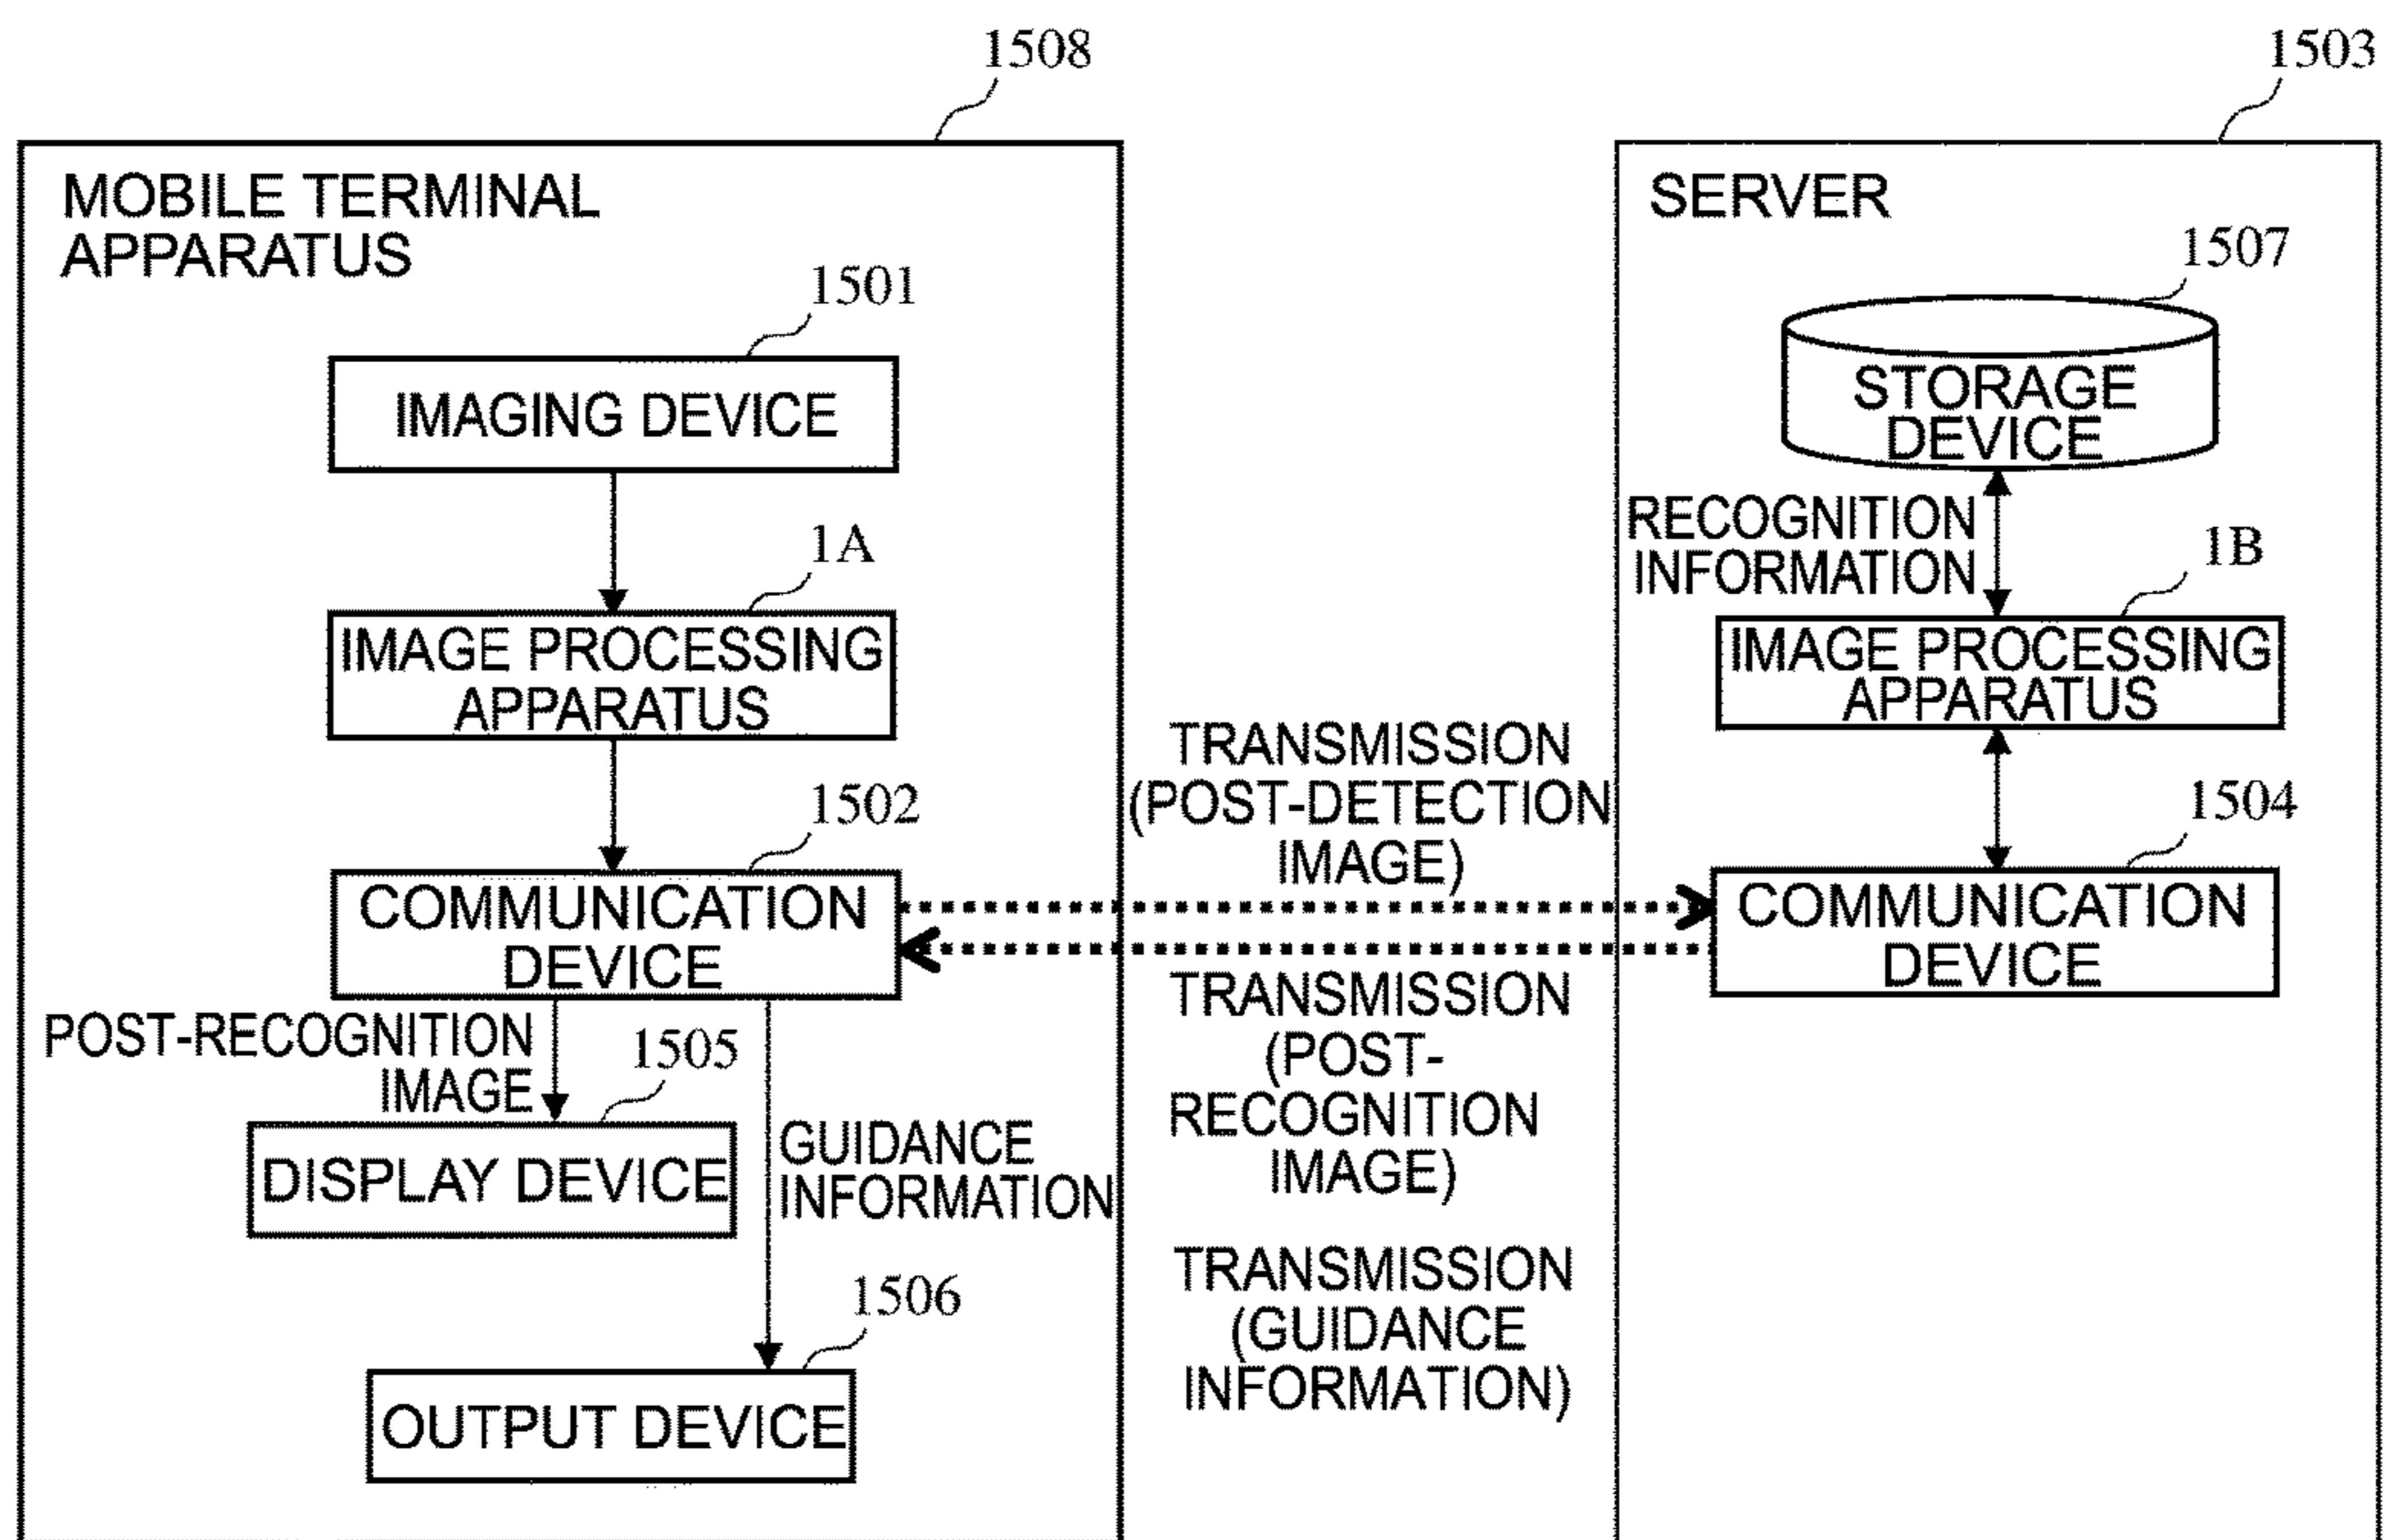 1508
1503
MOBILE TERMINAL
APPARATUS
1501
IMAGING DEVICE
1A
IMAGE PROCESSING
APPARATUS
1502
COMMUNICATION
DEVICE
POST-RECOGNITION
IMAGE
1505
DISPLAY DEVICE
GUIDANCE
INFORMATION
1506
OUTPUT DEVICE
TRANSMISSION
(POST-DETECTION
IMAGE)
TRANSMISSION
(POST-
RECOGNITION
IMAGE)
TRANSMISSION
(GUIDANCE
INFORMATION)
SERVER
1507
STORAGE
DEVICE
RECOGNITION
INFORMATION
1B
IMAGE PROCESSING
APPARATUS
1504
COMMUNICATION
DEVICE